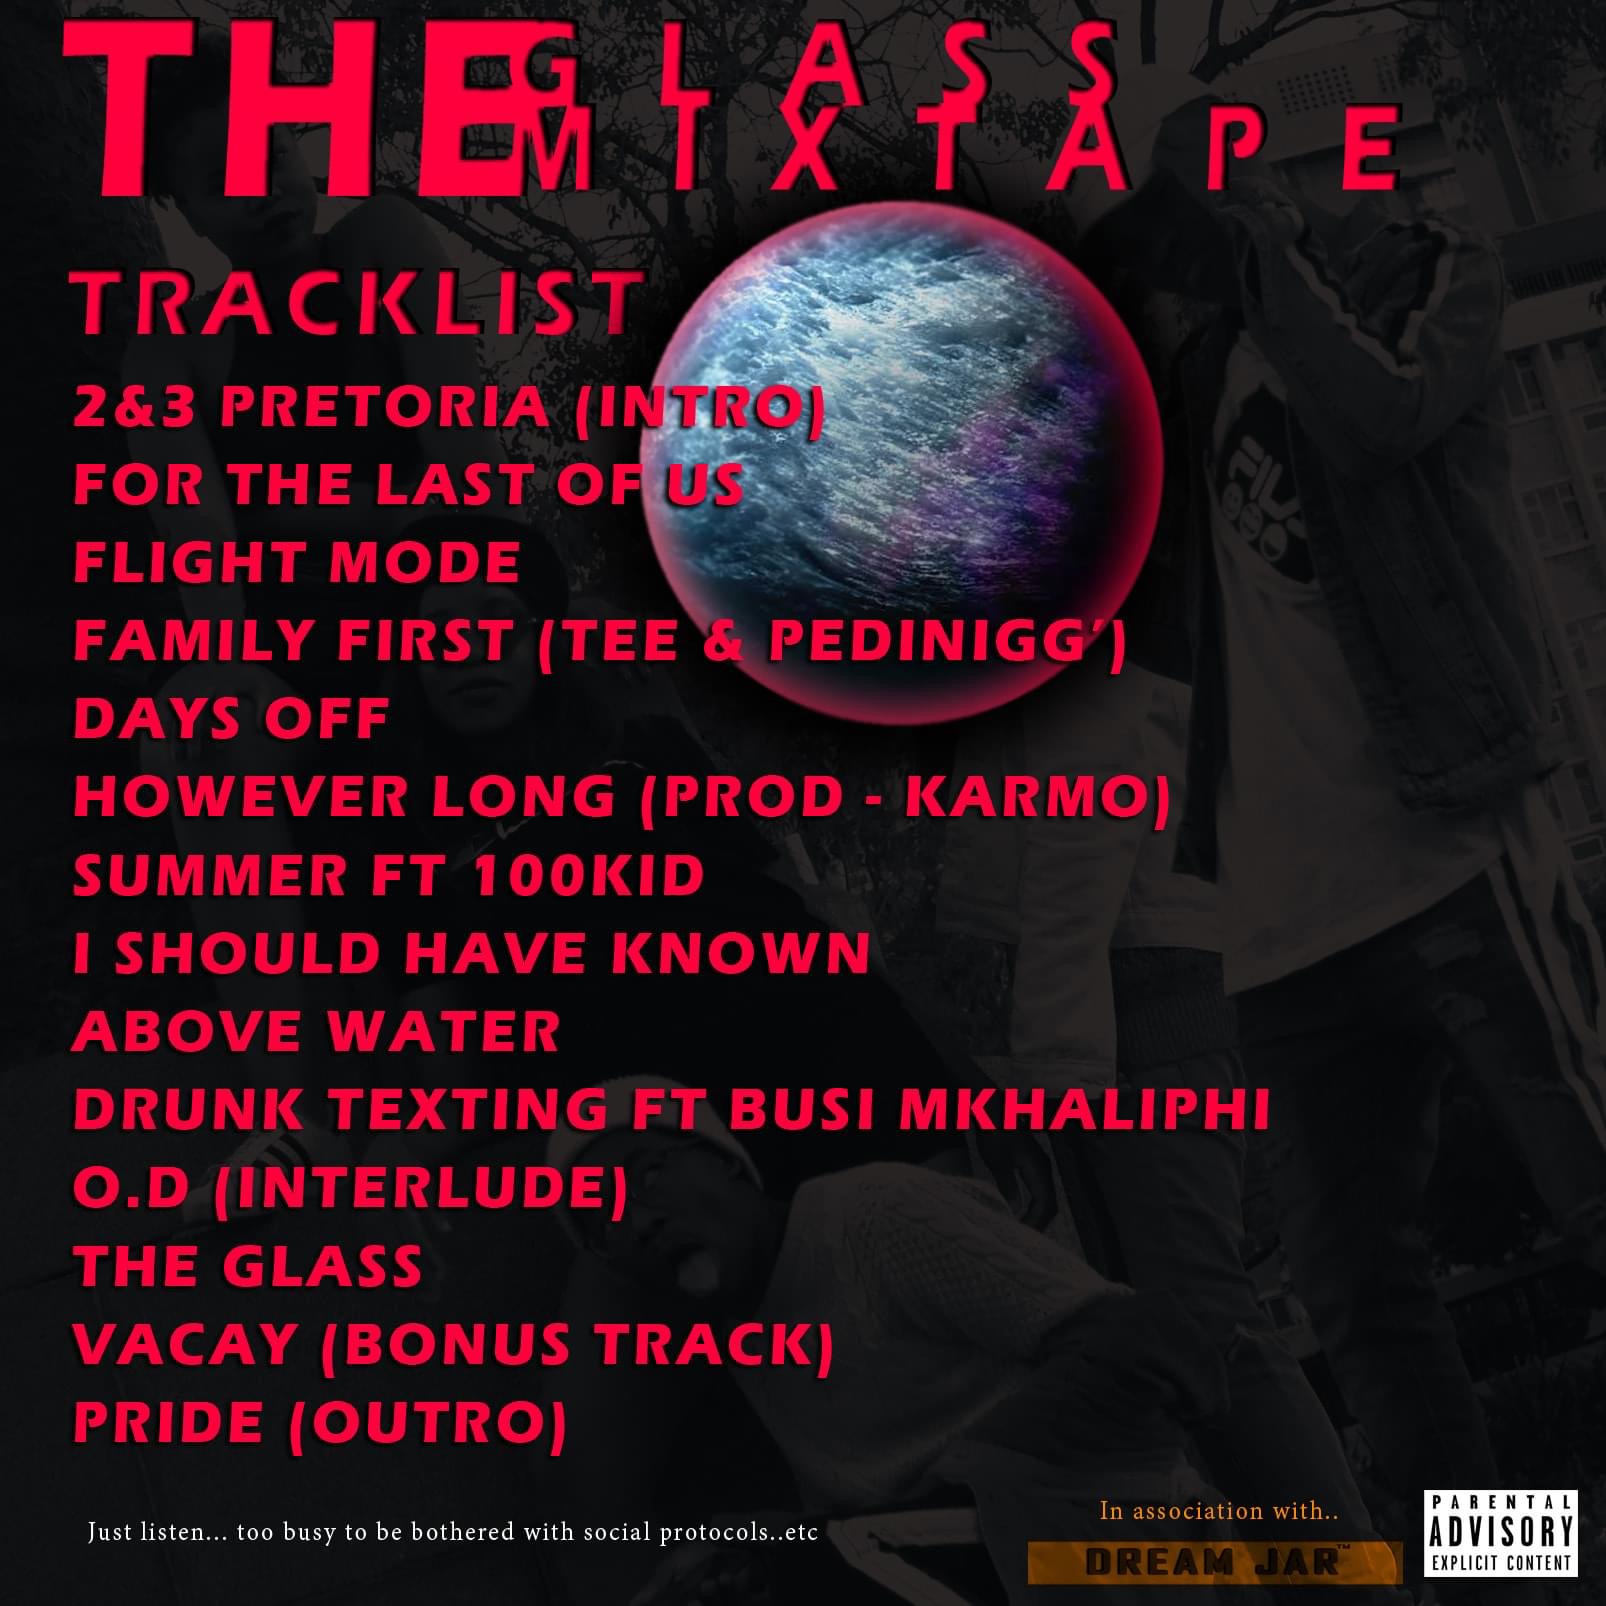 THE GLASS
MIXTAPE
TRACKLIST
2&3 PRETORIA (INTRO)
FOR THE LAST OF US
FLIGHT MODE
FAMILY FIRST (TEE & PEDINIGG')
DAYS OFF
HOWEVER LONG (PROD - KARMO)
SUMMER FT 100KID
I SHOULD HAVE KNOWN
ABOVE WATER
DRUNK TEXTING FT BUSI MKHALIPHI
O.D (INTERLUDE)
THE GLASS
VACAY (BONUS TRACK)
PRIDE (OUTRO)
Just listen... too busy to be bothered with social protocols..etc
In association with..
DREAM JAR™
PARENTAL
ADVISORY
EXPLICIT CONTENT
FILA